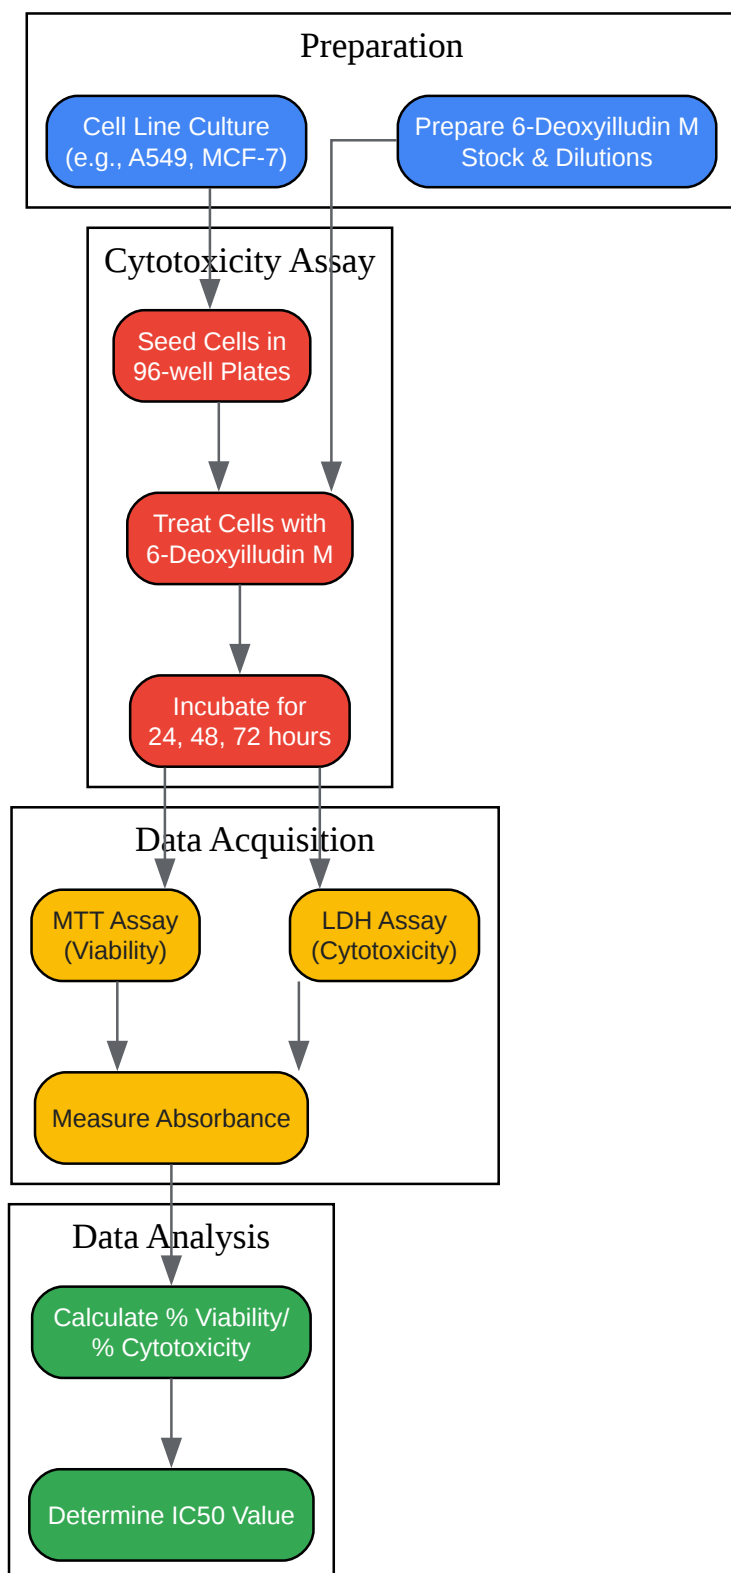 Preparation
Cell Line Culture
(e.g., A549, MCF-7)
Prepare 6-Deoxyilludin M
Stock & Dilutions
Cytotoxicity Assay
Seed Cells in
96-well Plates
Treat Cells with
6-Deoxyilludin M
Incubate for
24, 48, 72 hours
Data Acquisition
MTT Assay
(Viability)
LDH Assay
(Cytotoxicity)
Measure Absorbance
Data Analysis
Calculate % Viability/
% Cytotoxicity
Determine IC50 Value